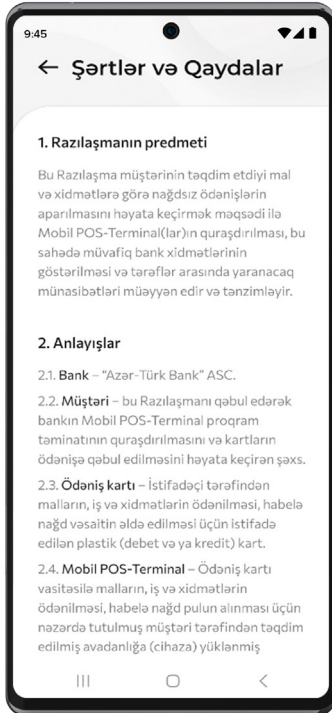 9:45
← Şərtlər və Qaydalar
1. Razılaşmanın predmeti
Bu Razılaşma müştərinin təqdim etdiyi mal
və xidmətlərə görə nağdsız ödənişlərin
aparılmasını həyata keçirmək məqsədi ilə
Mobil POS-Terminal(lar)ın quraşdırılması, bu
sahədə müvafiq bank xidmətlərinin
göstərilməsi və tərəflər arasında yaranacaq
münasibətləri müəyyən edir və tənzimləyir.
2. Anlayışlar
2.1. Bank – “Azər-Türk Bank” ASC.
2.2. Müştəri – bu Razılaşmanı qəbul edərək
bankın Mobil POS-Terminal proqram
təminatının quraşdırılmasını və kartların
ödənişə qəbul edilməsini həyata keçirən şəxs.
2.3. Ödəniş kartı – İstifadəçi tərəfindən
malların, iş və xidmətlərin ödənilməsi, habelə
nağd vəsaitin əldə edilməsi üçün istifadə
edilən plastik (debet və ya kredit) kart.
2.4. Mobil POS-Terminal – Ödəniş kartı
vasitəsilə malların, iş və xidmətlərin
ödənilməsi, habelə nağd pulun alınması üçün
nəzərdə tutulmuş müştəri tərəfindən təqdim
edilmiş avadanlığa (cihaza) yüklənmiş